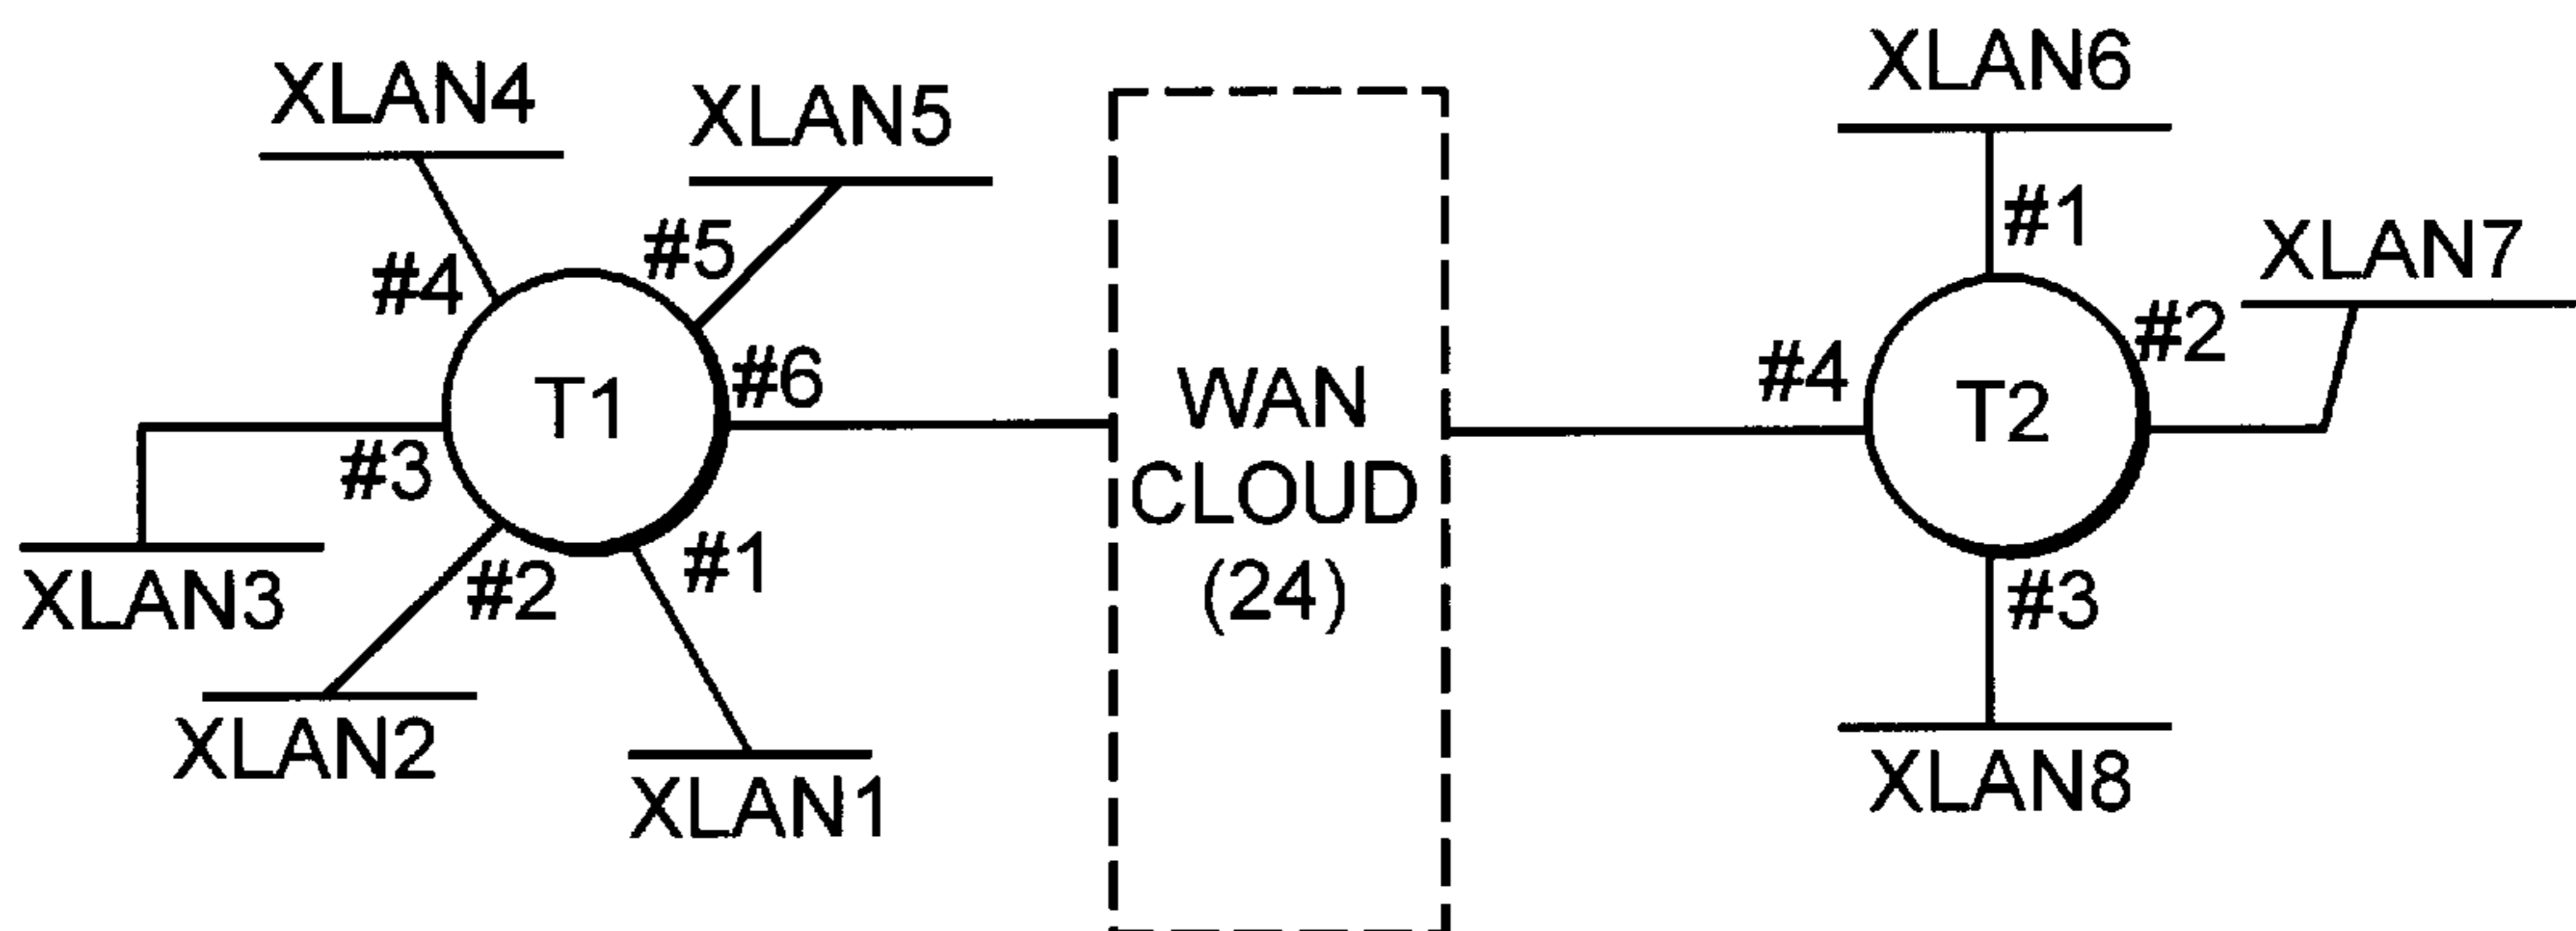 XLAN4
XLAN5
#4
#5
#6
T1
#3
#2
#1
XLAN3
XLAN2
XLAN1
WAN
CLOUD
(24)
XLAN6
#1
XLAN7
#2
#4
T2
#3
XLAN8